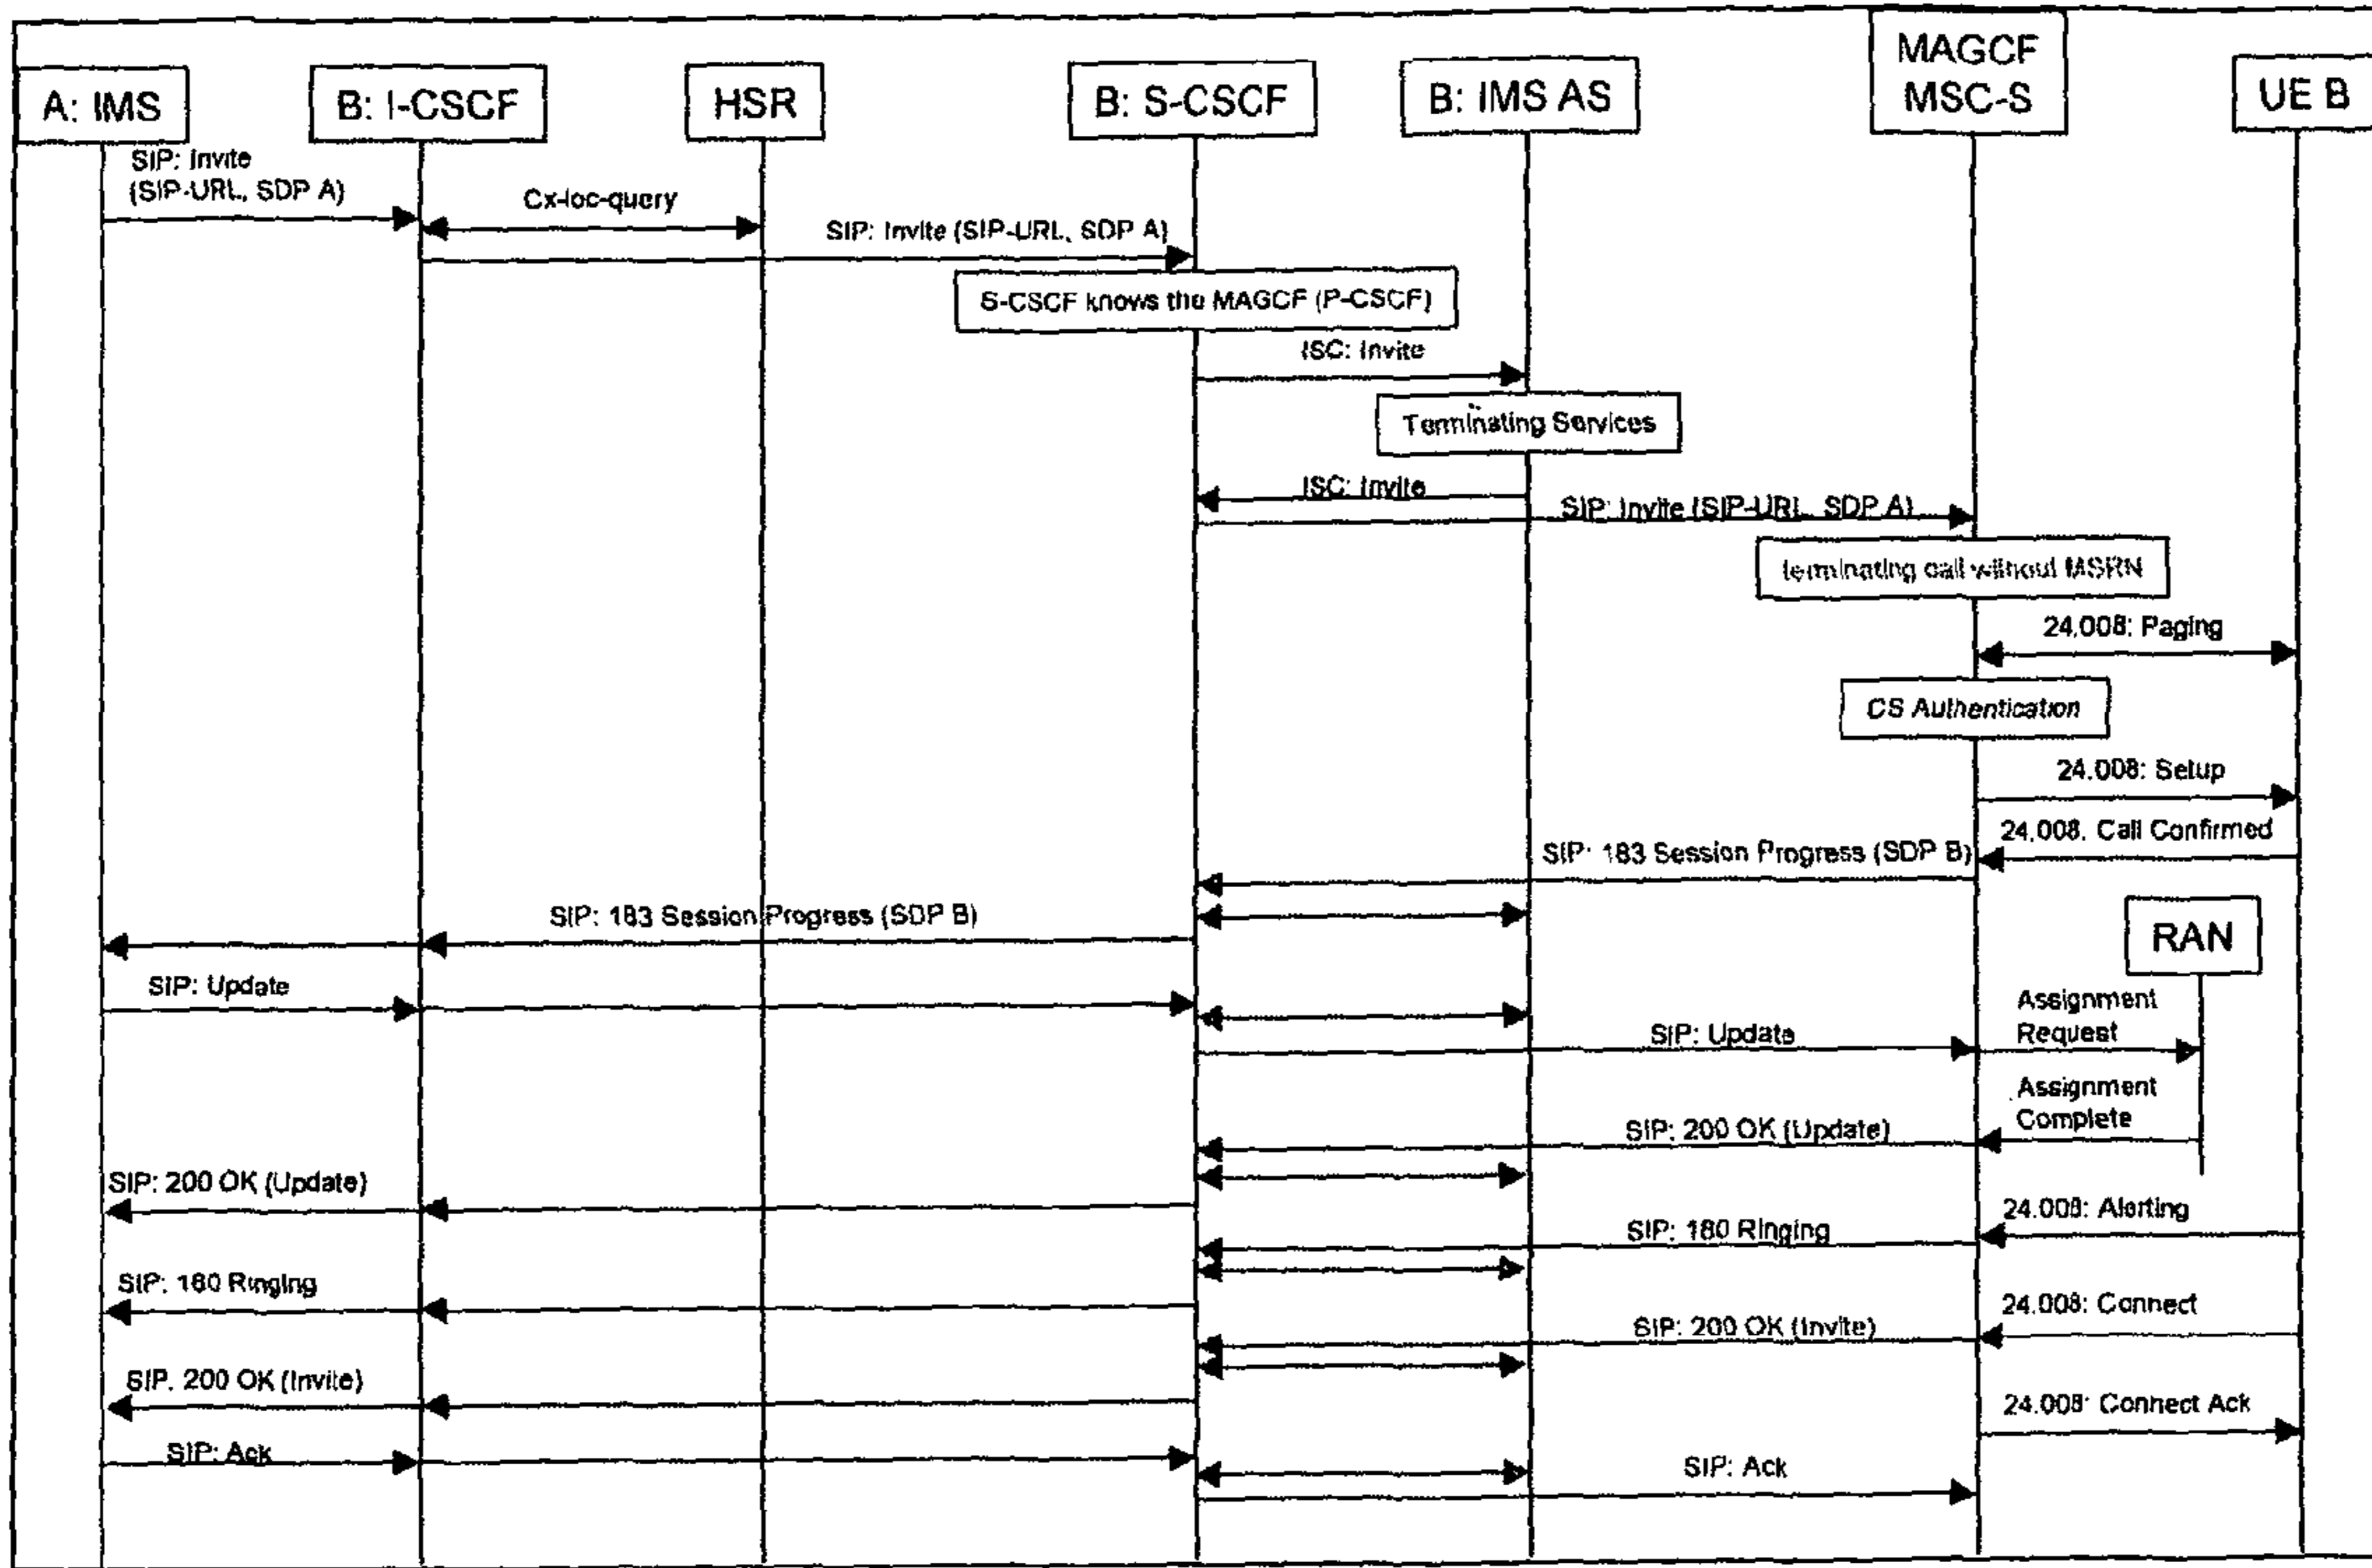 MAGCF
MSC-S
A: IMS
B: I-CSCF
HSR
B: S-CSCF
B: IMS AS
UE B
SIP: Invite
(SIP-URL, SDP A)
Cx-loc-query
SIP: Invite (SIP-URL, SDP A)
S-CSCF knows the MAGCF (P-CSCF)
ISC: Invite
Terminating Services
ISC: Invite
SIP: Invite (SIP-URL, SDP A)
terminating call without MSRN
24.008: Paging
CS Authentication
24.008: Setup
24.008. Call Confirmed
SIP: 183 Session Progress (SDP B)
SIP: 183 Session Progress (SDP B)
RAN
SIP: Update
Assignment
Request
SIP: Update
Assignment
Complete
SIP: 200 OK (Update)
SIP: 200 OK (Update)
24.008: Alerting
SIP: 180 Ringing
SIP: 180 Ringing
24.008: Connect
SIP: 200 OK (Invite)
SIP. 200 OK (Invite)
24.008: Connect Ack
SIP: Ack
SIP: Ack